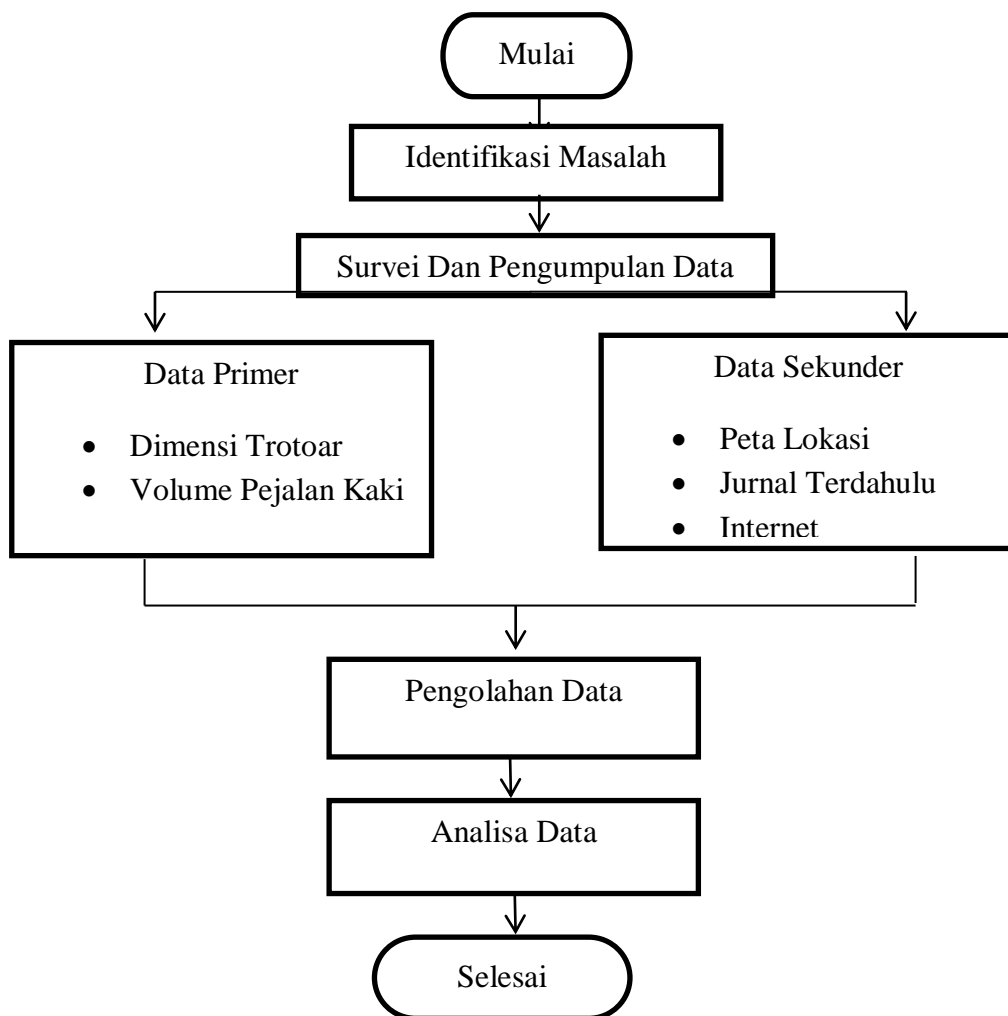 Mulai
Identifikasi Masalah
Survei Dan Pengumpulan Data
Data Primer
• Dimensi Trotoar
• Volume Pejalan Kaki
Data Sekunder
• Peta Lokasi
• Jurnal Terdahulu
• Internet
Pengolahan Data
Analisa Data
Selesai